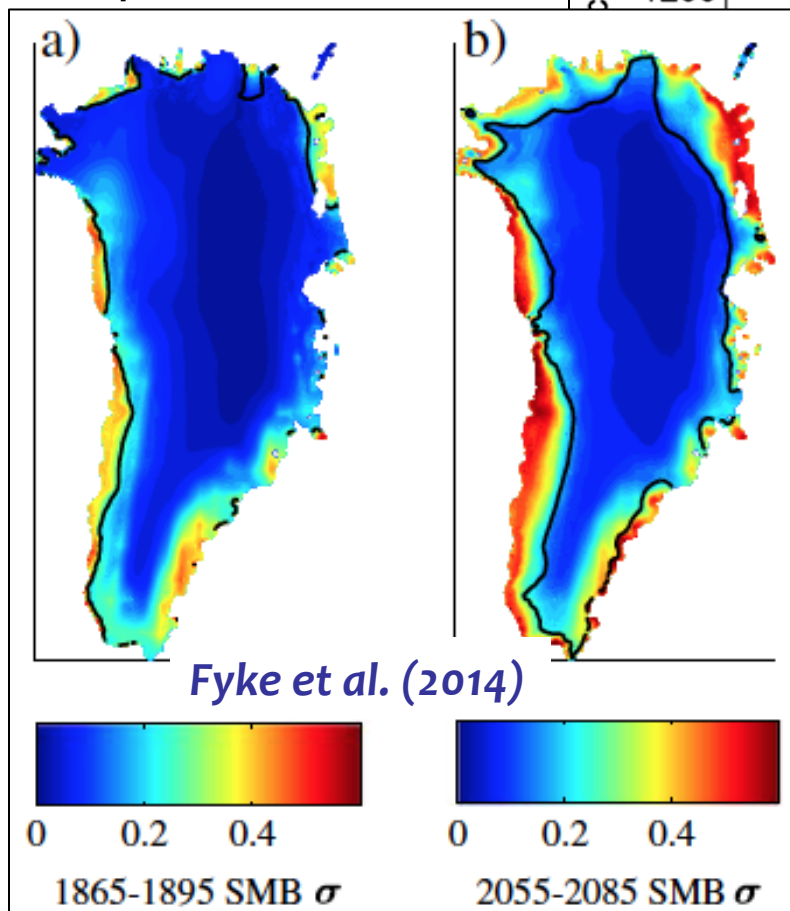 a)
b)
Fyke et al. (2014)
0 0.2 0.4
0 0.2 0.4
1865-1895 SMB σ
2055-2085 SMB σ